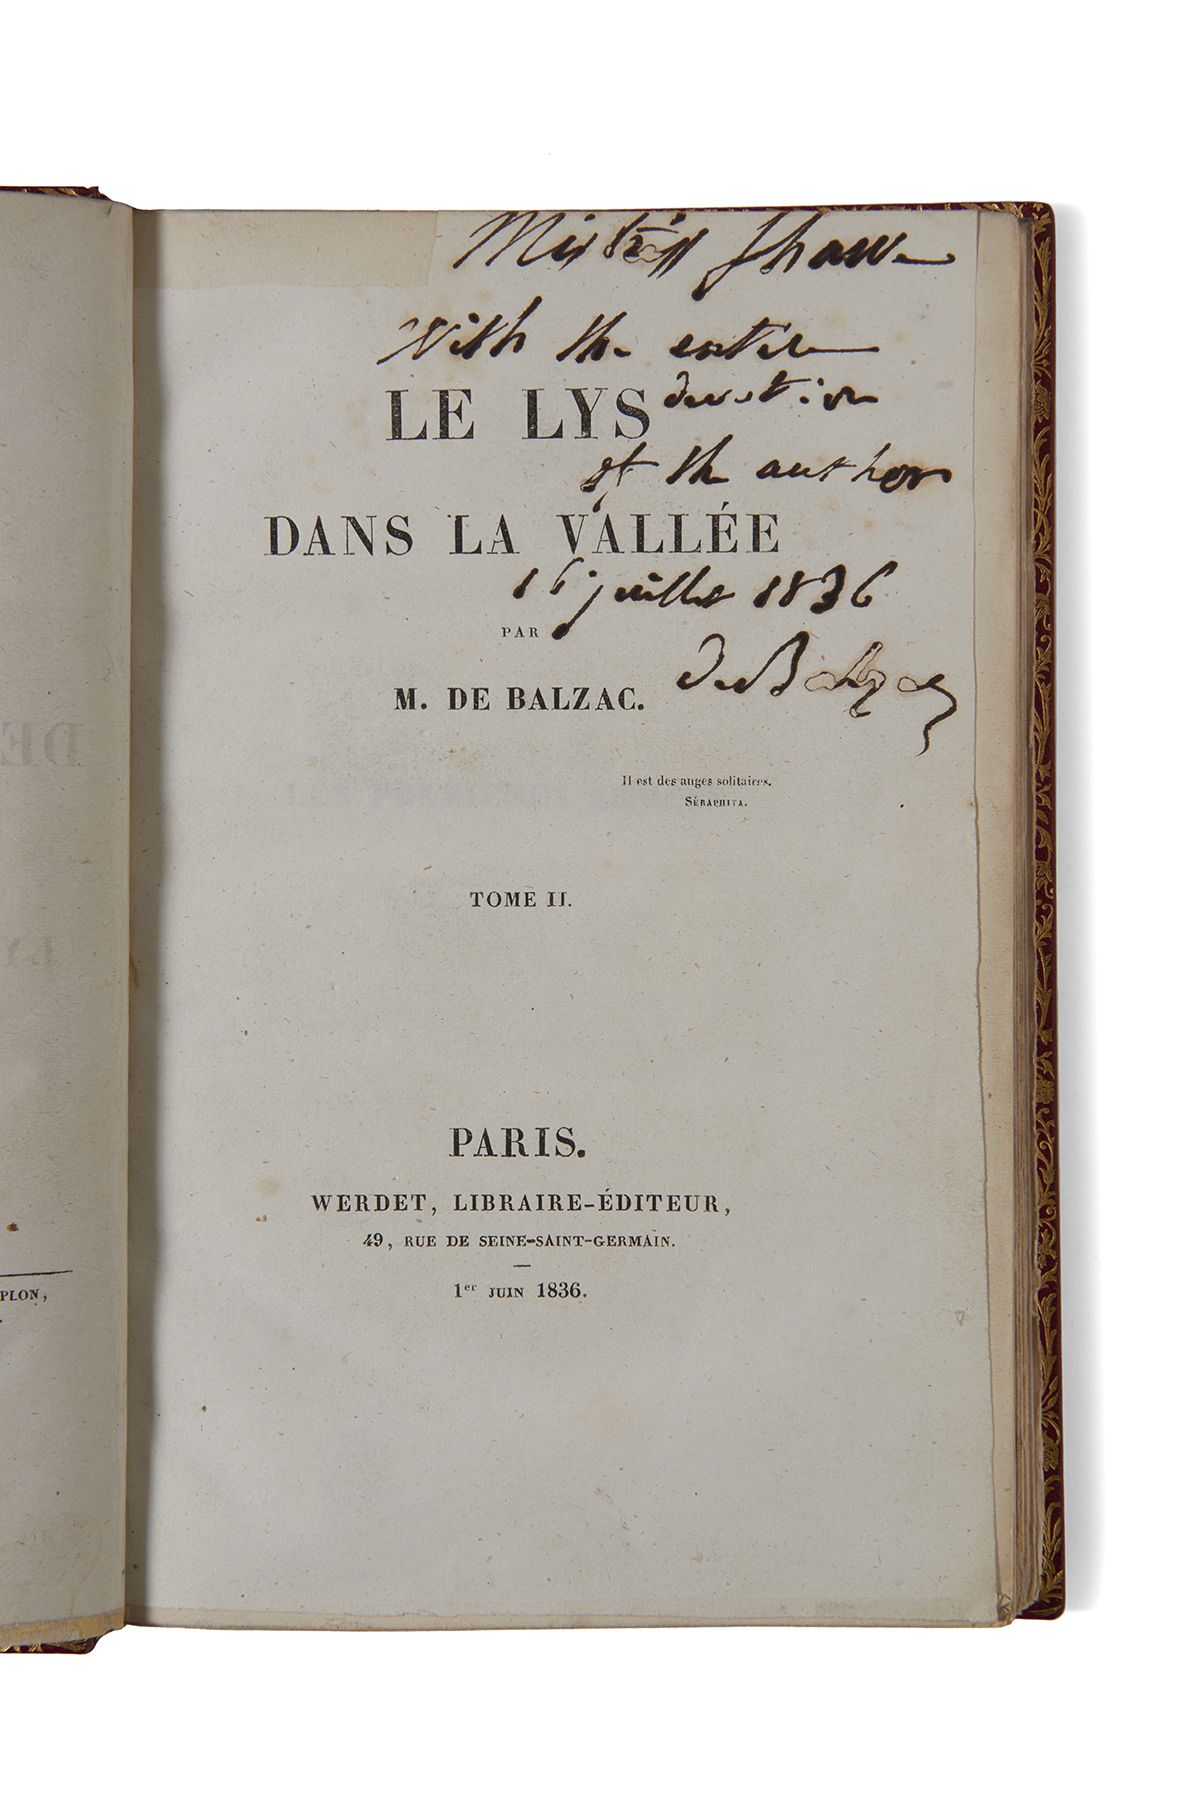 Mistriss Shaw
With the entire
devotion
of the author
16 juillet 1836
de Balzac
LE LYS
DANS LA VALLÉE
PAR
M. DE BALZAC.
Il est des anges solitaires.
SÉRAPHITA.
TOME II.
PARIS.
WERDET, LIBRAIRE-ÉDITEUR,
49, RUE DE SEINE-SAINT-GERMAIN.
1er JUIN 1836.
PLON,